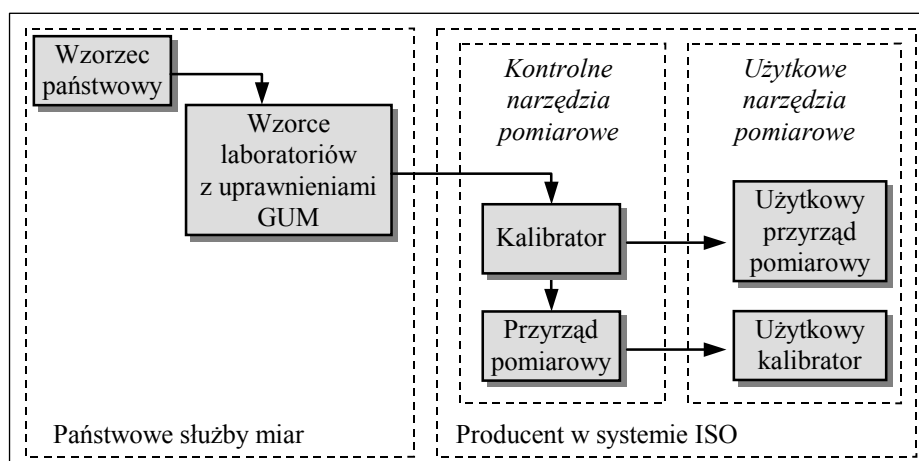 Wzorzec
państwowy
Wzorce
laboratoriów
z uprawnieniami
GUM
Państwowe służby miar
Kontrolne
narzędzia
pomiarowe
Kalibrator
Przyrząd
pomiarowy
Użytkowe
narzędzia
pomiarowe
Użytkowy
przyrząd
pomiarowy
Użytkowy
kalibrator
Producent w systemie ISO